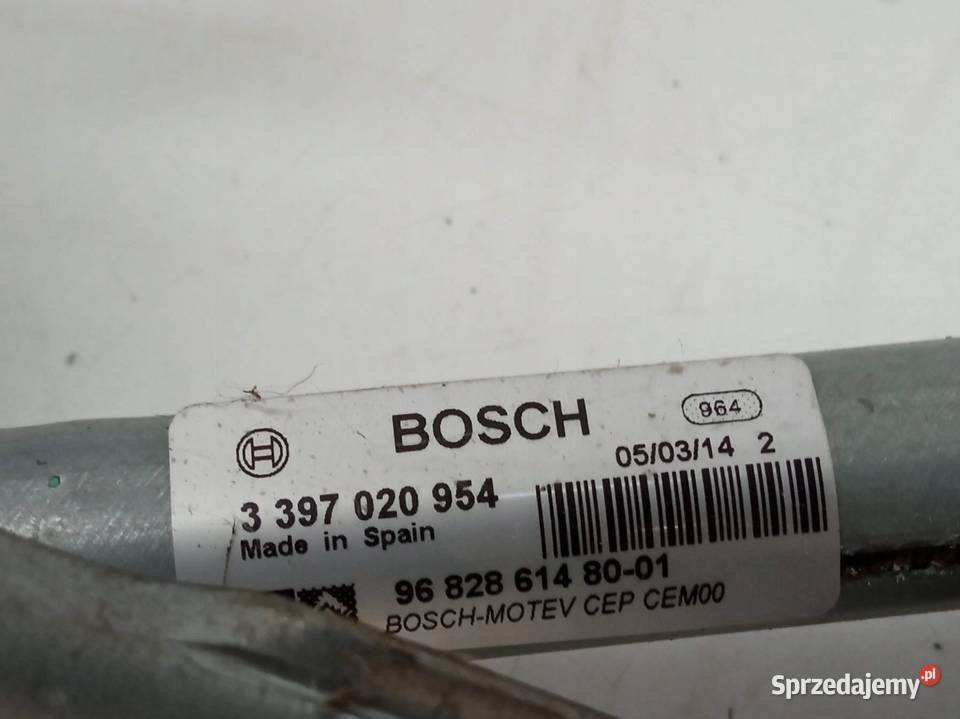 BOSCH
964
05/03/14 2
3 397 020 954
Made in Spain
96 828 614 80-01
BOSCH-MOTEV CEP CEM00
Sprzedajemy.pl